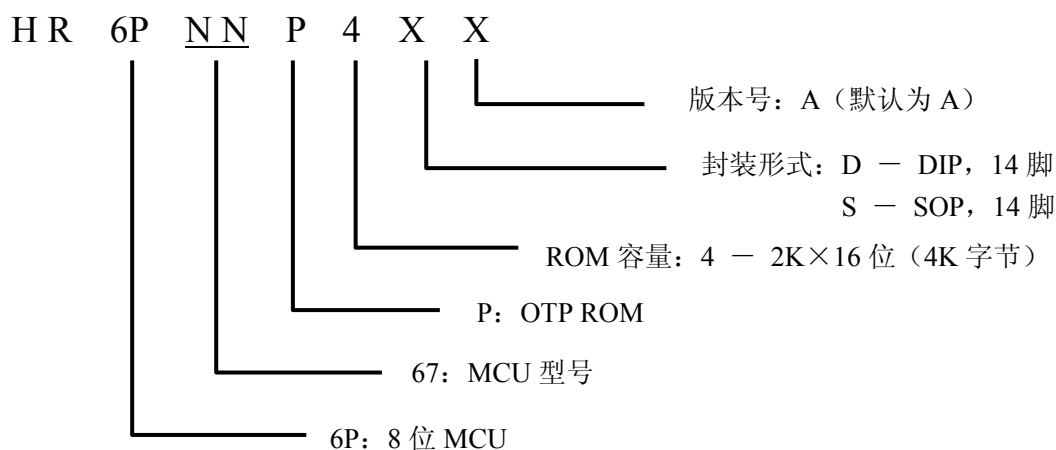 HR 6P NN P 4 X X
版本号：A（默认为 A）
封装形式：D － DIP，14 脚
S － SOP，14 脚
ROM 容量：4 － 2K×16 位（4K 字节）
P：OTP ROM
67：MCU 型号
6P：8 位 MCU